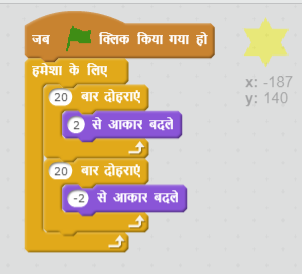 जब क्लिक किया गया हो
हमेशा के लिए
20 बार दोहराएं
2 से आकार बदले
20 बार दोहराएं
-2 से आकार बदले
x: -187
y: 140